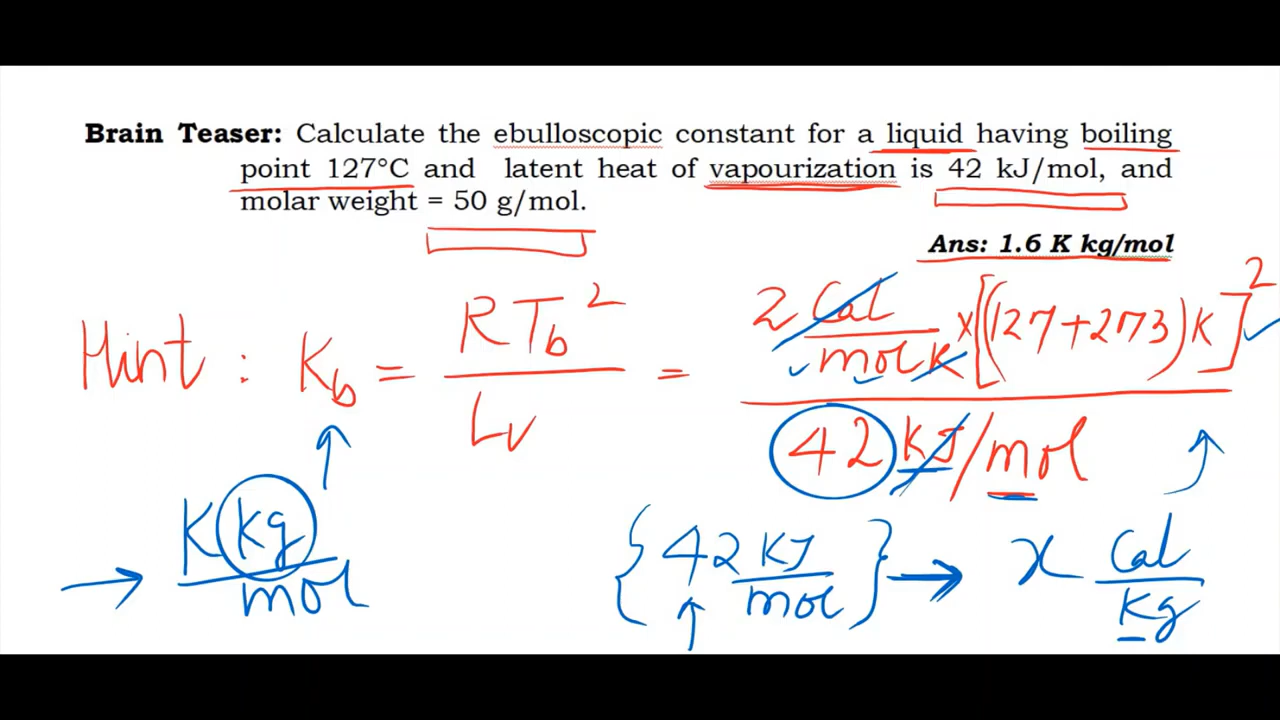 Brain Teaser: Calculate the ebulloscopic constant for a liquid having boiling
point 127°C and latent heat of vapourization is 42 kJ/mol, and
molar weight = 50 g/mol.
Ans: 1.6 K kg/mol
Hint : Kb = RTb² / Lv = 2 Cal/mol K × [(127+273)K]² / 42 KJ/mol
K kg/mol
{42 KJ/mol} → x Cal/Kg